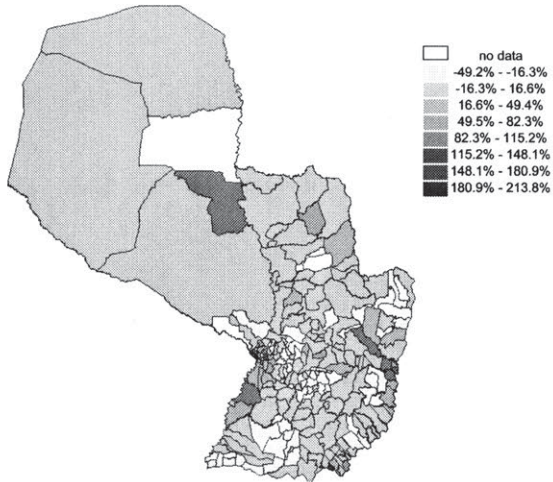 no data
-49.2% - -16.3%
-16.3% - 16.6%
16.6% - 49.4%
49.5% - 82.3%
82.3% - 115.2%
115.2% - 148.1%
148.1% - 180.9%
180.9% - 213.8%